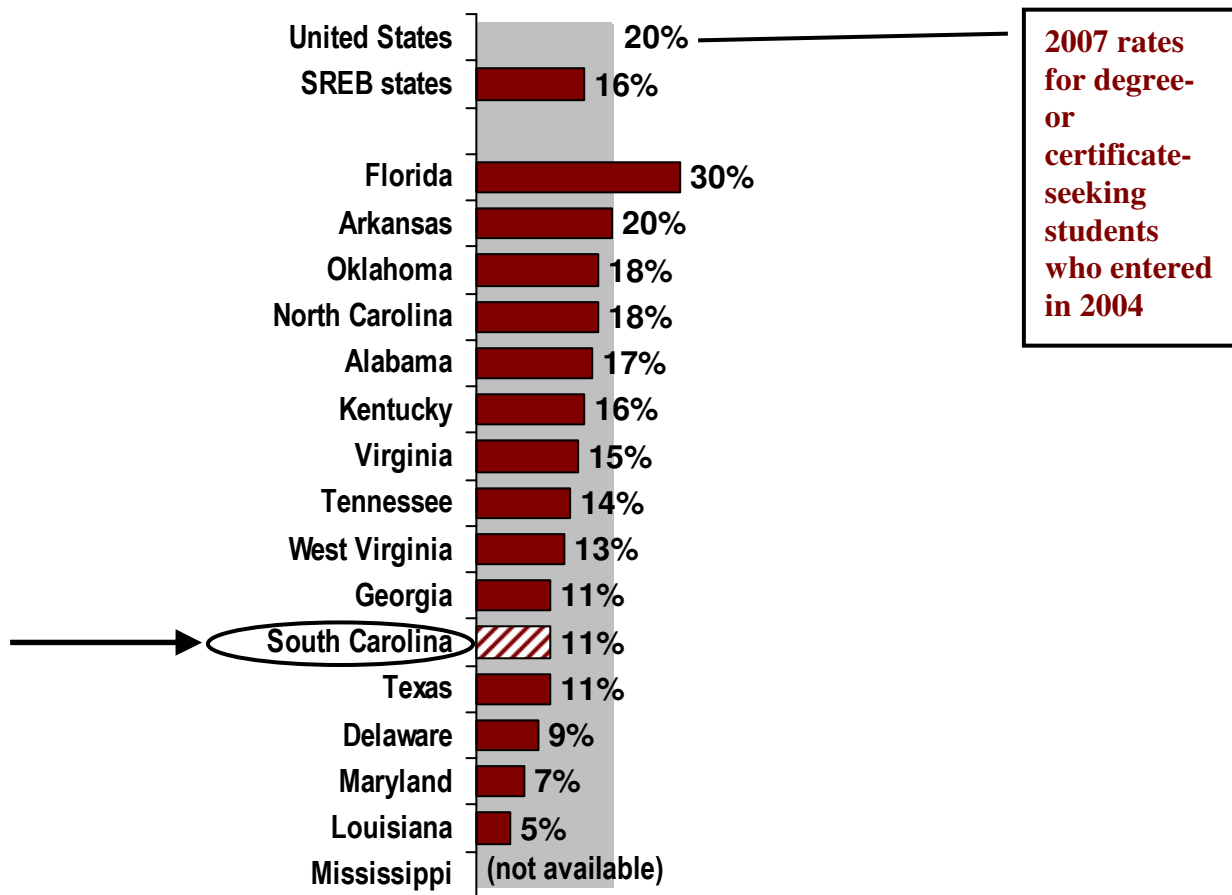 United States 20%
SREB states 16%
Florida 30%
Arkansas 20%
Oklahoma 18%
North Carolina 18%
Alabama 17%
Kentucky 16%
Virginia 15%
Tennessee 14%
West Virginia 13%
Georgia 11%
South Carolina 11%
Texas 11%
Delaware 9%
Maryland 7%
Louisiana 5%
Mississippi (not available)
2007 rates
for degree-
or
certificate-
seeking
students
who entered
in 2004